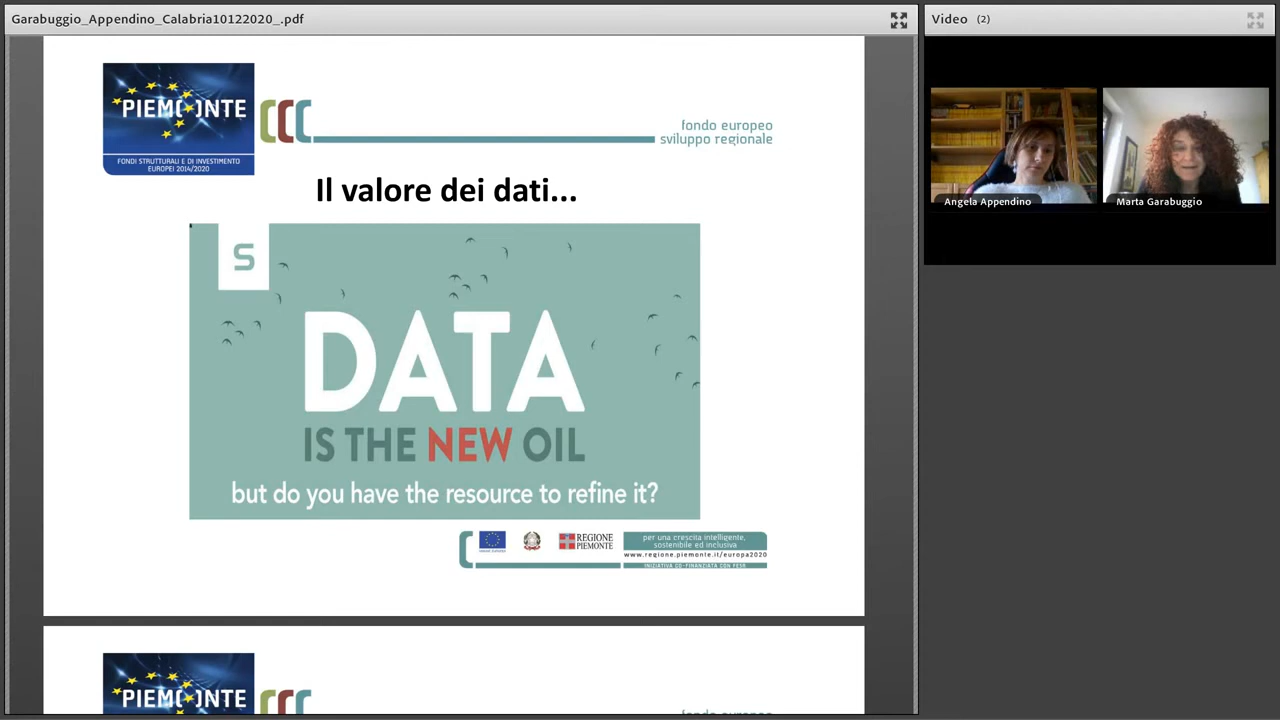 Garabuggio_Appendino_Calabria10122020_.pdf
Video (2)
PIEMONTE
FONDI STRUTTURALI E DI INVESTIMENTO
EUROPEI 2014/2020
fondo europeo
sviluppo regionale
Il valore dei dati...
S
DATA
IS THE NEW OIL
but do you have the resource to refine it?
REGIONE
PIEMONTE
per una crescita intelligente,
sostenibile ed inclusiva
www.regione.piemonte.it/europa2020
INIZIATIVA CO-FINANZIATA CON FESR
Angela Appendino
Marta Garabuggio
PIEMONTE
fondo europeo